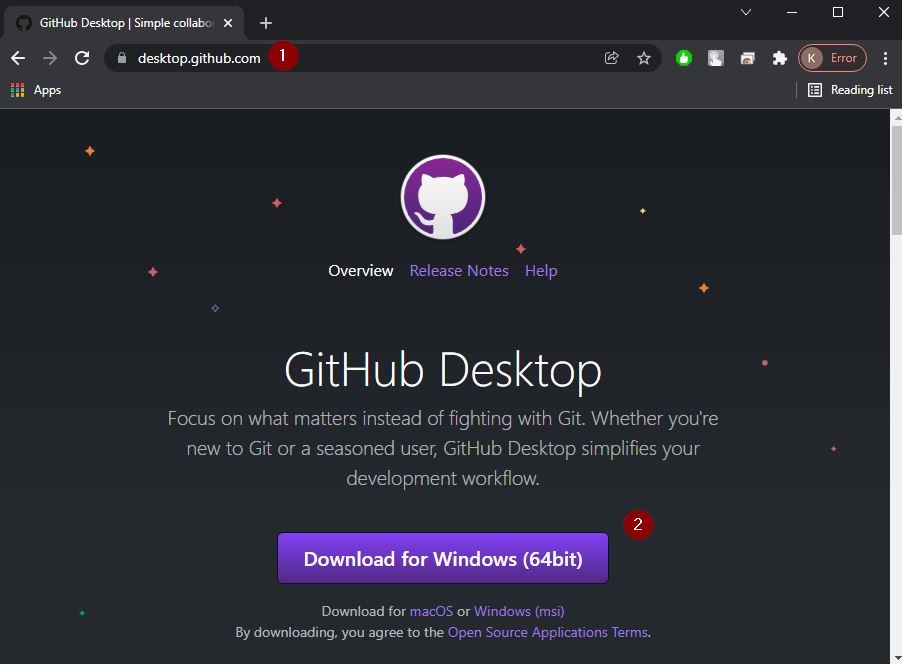 GitHub Desktop | Simple collabor
desktop.github.com
1
K
Error
Apps
Reading list
Overview Release Notes Help
GitHub Desktop
Focus on what matters instead of fighting with Git. Whether you're
new to Git or a seasoned user, GitHub Desktop simplifies your
development workflow.
2
Download for Windows (64bit)
Download for macOS or Windows (msi)
By downloading, you agree to the Open Source Applications Terms.